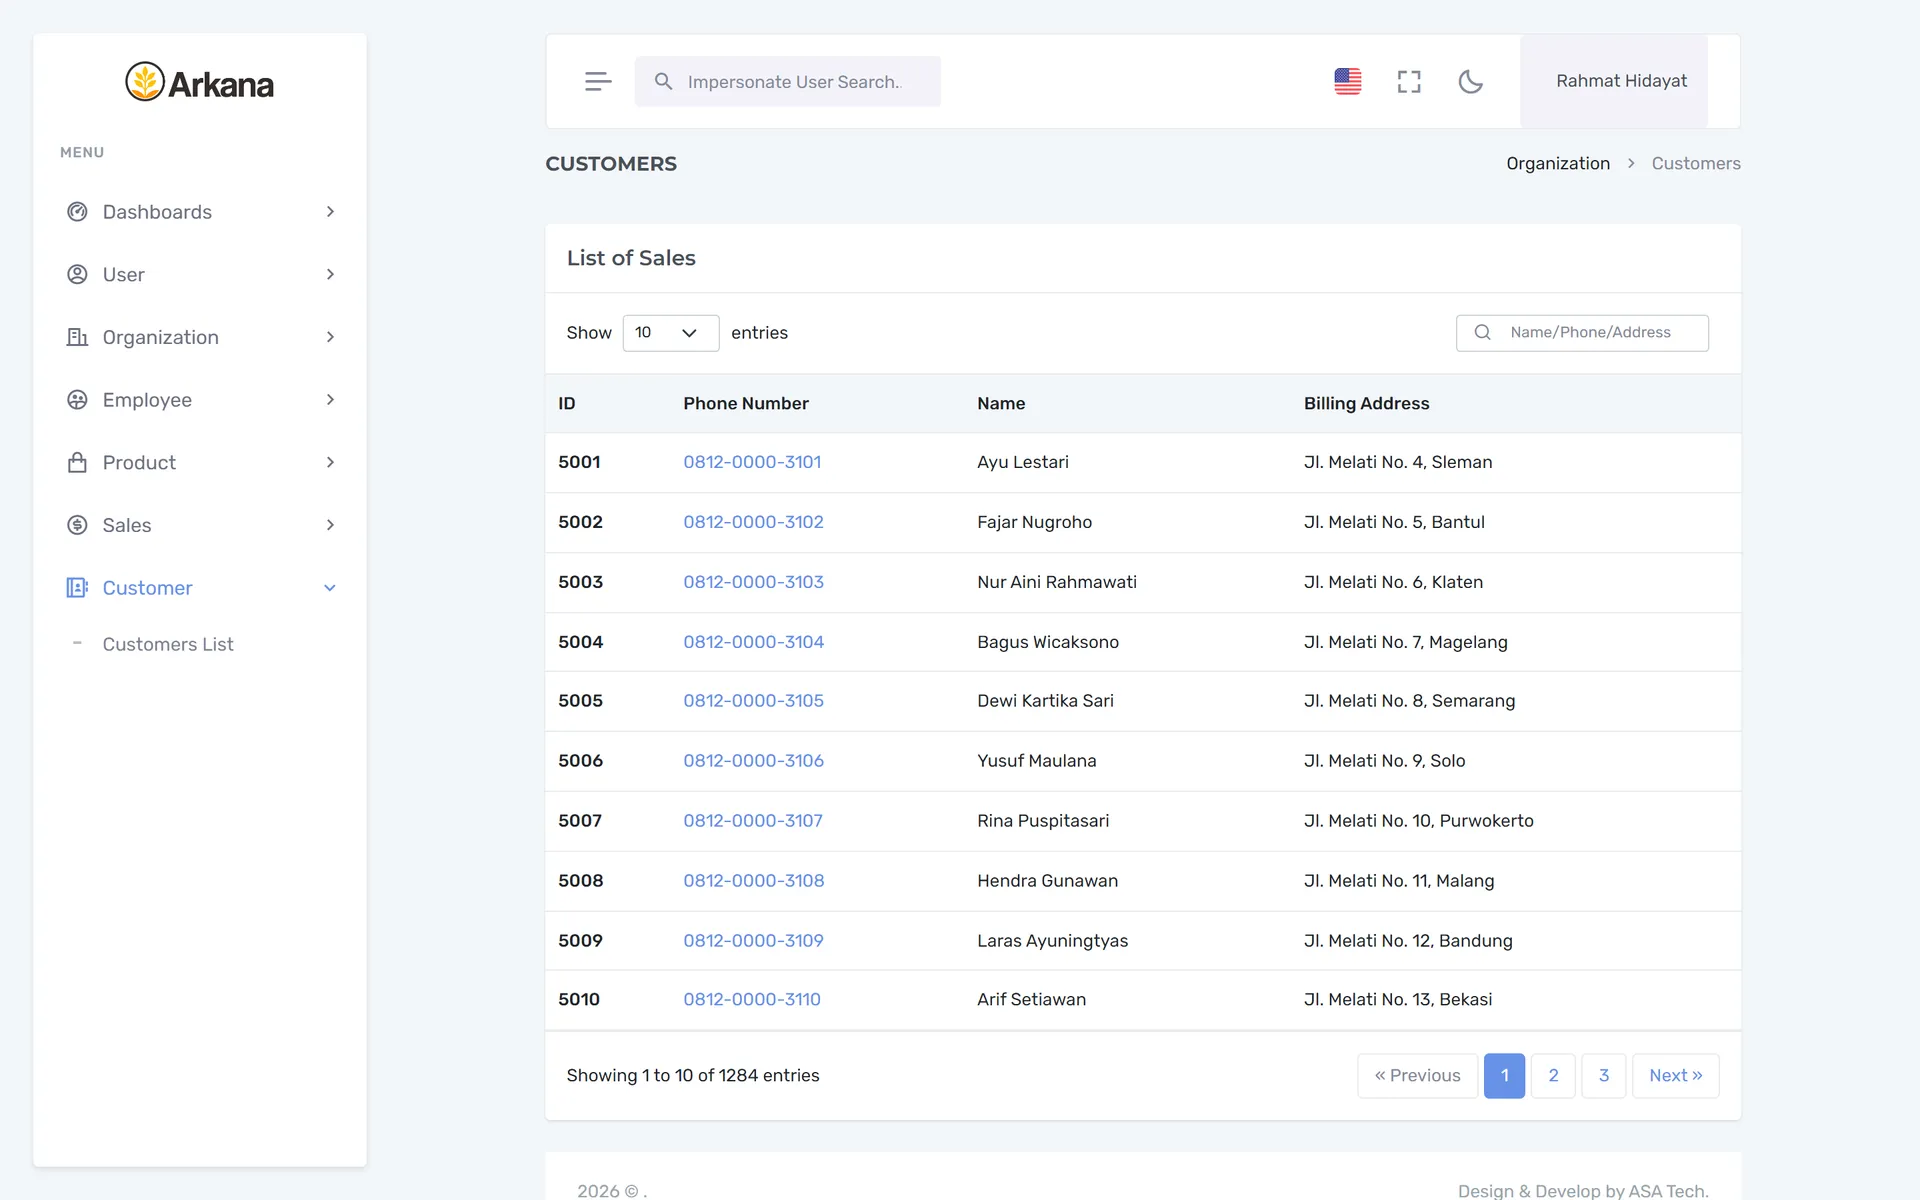 Arkana
MENU
Dashboards
User
Organization
Employee
Product
Sales
Customer
Customers List
Impersonate User Search..
Rahmat Hidayat
CUSTOMERS
Organization > Customers
List of Sales
Show 10 entries
Name/Phone/Address
ID Phone Number Name Billing Address
5001 0812-0000-3101 Ayu Lestari Jl. Melati No. 4, Sleman
5002 0812-0000-3102 Fajar Nugroho Jl. Melati No. 5, Bantul
5003 0812-0000-3103 Nur Aini Rahmawati Jl. Melati No. 6, Klaten
5004 0812-0000-3104 Bagus Wicaksono Jl. Melati No. 7, Magelang
5005 0812-0000-3105 Dewi Kartika Sari Jl. Melati No. 8, Semarang
5006 0812-0000-3106 Yusuf Maulana Jl. Melati No. 9, Solo
5007 0812-0000-3107 Rina Puspitasari Jl. Melati No. 10, Purwokerto
5008 0812-0000-3108 Hendra Gunawan Jl. Melati No. 11, Malang
5009 0812-0000-3109 Laras Ayuningtyas Jl. Melati No. 12, Bandung
5010 0812-0000-3110 Arif Setiawan Jl. Melati No. 13, Bekasi
Showing 1 to 10 of 1284 entries
« Previous 1 2 3 Next »
2026 © .
Design & Develop by ASA Tech.